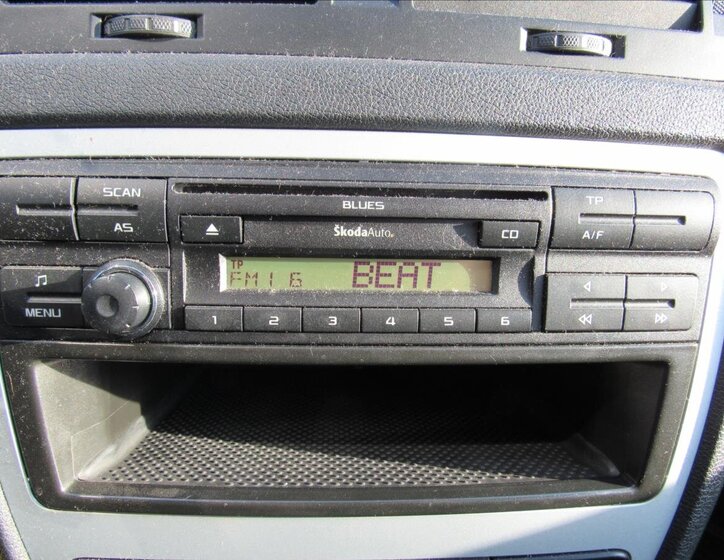 SCAN
BLUES
TP
AS
ŠkodaAuto
CD
A/F
TP
FM1 6 BEAT
MENU
1 2 3 4 5 6